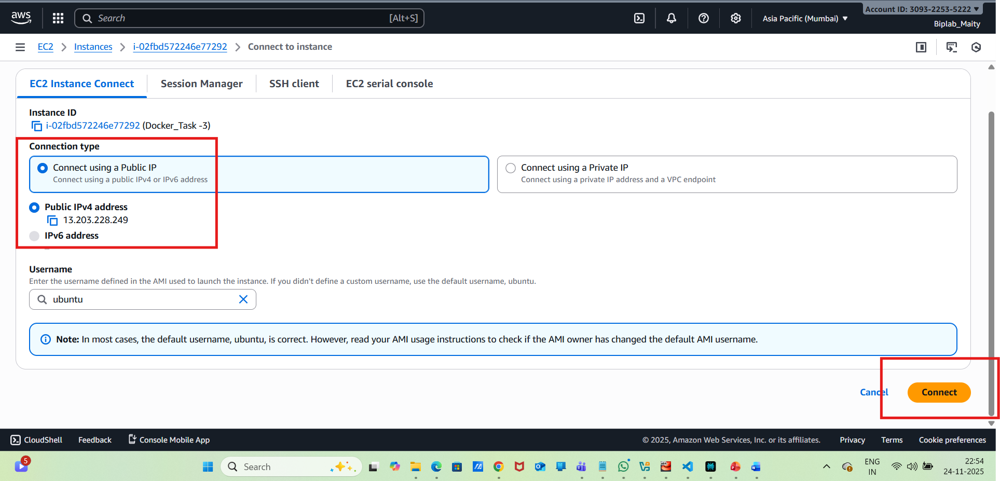 aws
Search [Alt+S]
Asia Pacific (Mumbai)
Account ID: 3093-2253-5222
Biplab_Maity
EC2 > Instances > i-02fbd572246e77292 > Connect to instance
EC2 Instance Connect
Session Manager
SSH client
EC2 serial console
Instance ID
i-02fbd572246e77292 (Docker_Task -3)
Connection type
Connect using a Public IP
Connect using a public IPv4 or IPv6 address
Connect using a Private IP
Connect using a private IP address and a VPC endpoint
Public IPv4 address
13.203.228.249
IPv6 address
–
Username
Enter the username defined in the AMI used to launch the instance. If you didn't define a custom username, use the default username, ubuntu.
ubuntu
Note: In most cases, the default username, ubuntu, is correct. However, read your AMI usage instructions to check if the AMI owner has changed the default AMI username.
Cancel
Connect
CloudShell
Feedback
Console Mobile App
© 2025, Amazon Web Services, Inc. or its affiliates.
Privacy
Terms
Cookie preferences
5
Search
ENG
IN
22:54
24-11-2025